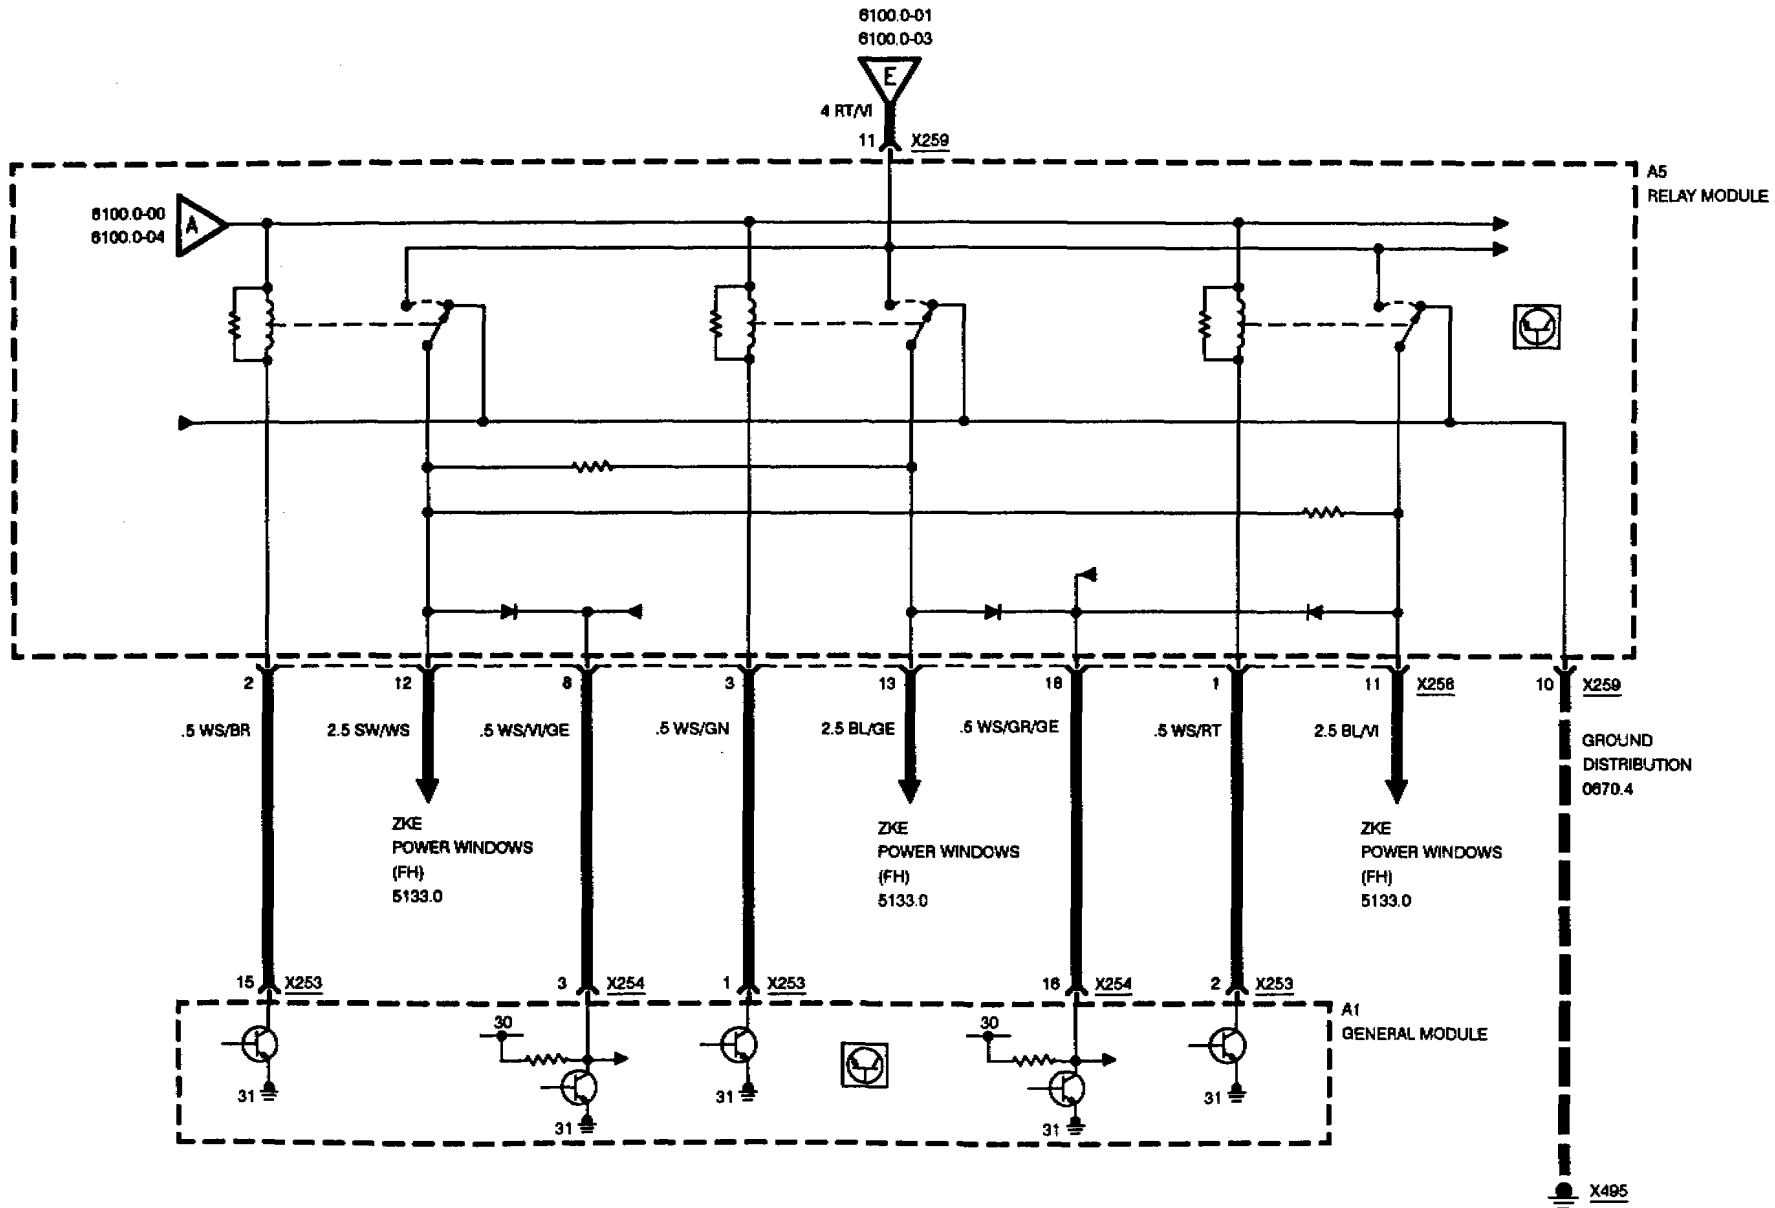 6100.0-01
6100.0-03
E
4 RT/VI
11 X259
A5
RELAY MODULE
6100.0-00
6100.0-04
A
2
12
8
3
13
18
1
11 X258
10 X259
.5 WS/BR
2.5 SW/WS
.5 WS/VI/GE
.5 WS/GN
2.5 BL/GE
.5 WS/GR/GE
.5 WS/RT
2.5 BL/VI
GROUND
DISTRIBUTION
0670.4
ZKE
POWER WINDOWS
(FH)
5133.0
ZKE
POWER WINDOWS
(FH)
5133.0
ZKE
POWER WINDOWS
(FH)
5133.0
15 X253
3 X254
1 X253
16 X254
2 X253
A1
GENERAL MODULE
30
30
31
31
31
31
31
X495